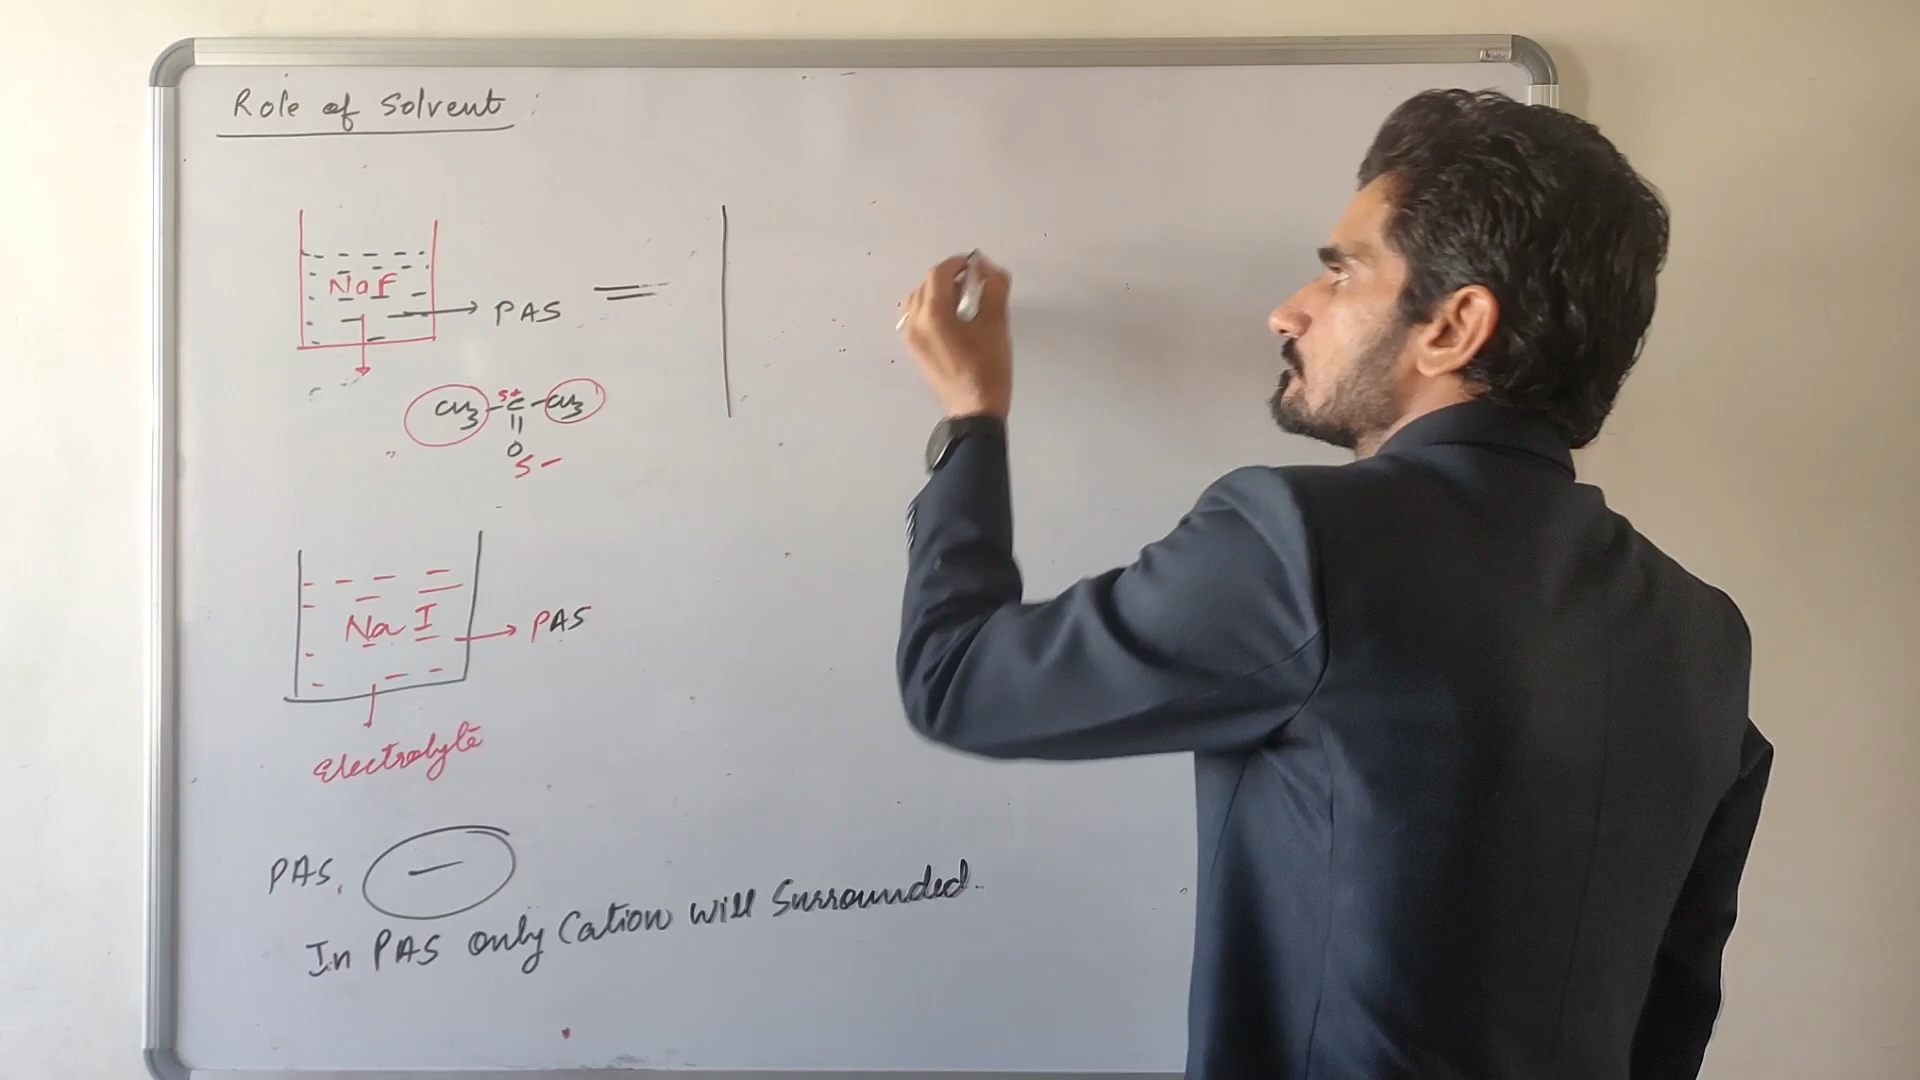 Role of Solvent :
NaF
PAS
CH3 - C - CH3
δ+
||
O
δ-
Na I
PAS
Electrolyte
PAS. -
In PAS only Cation will Surrounded.